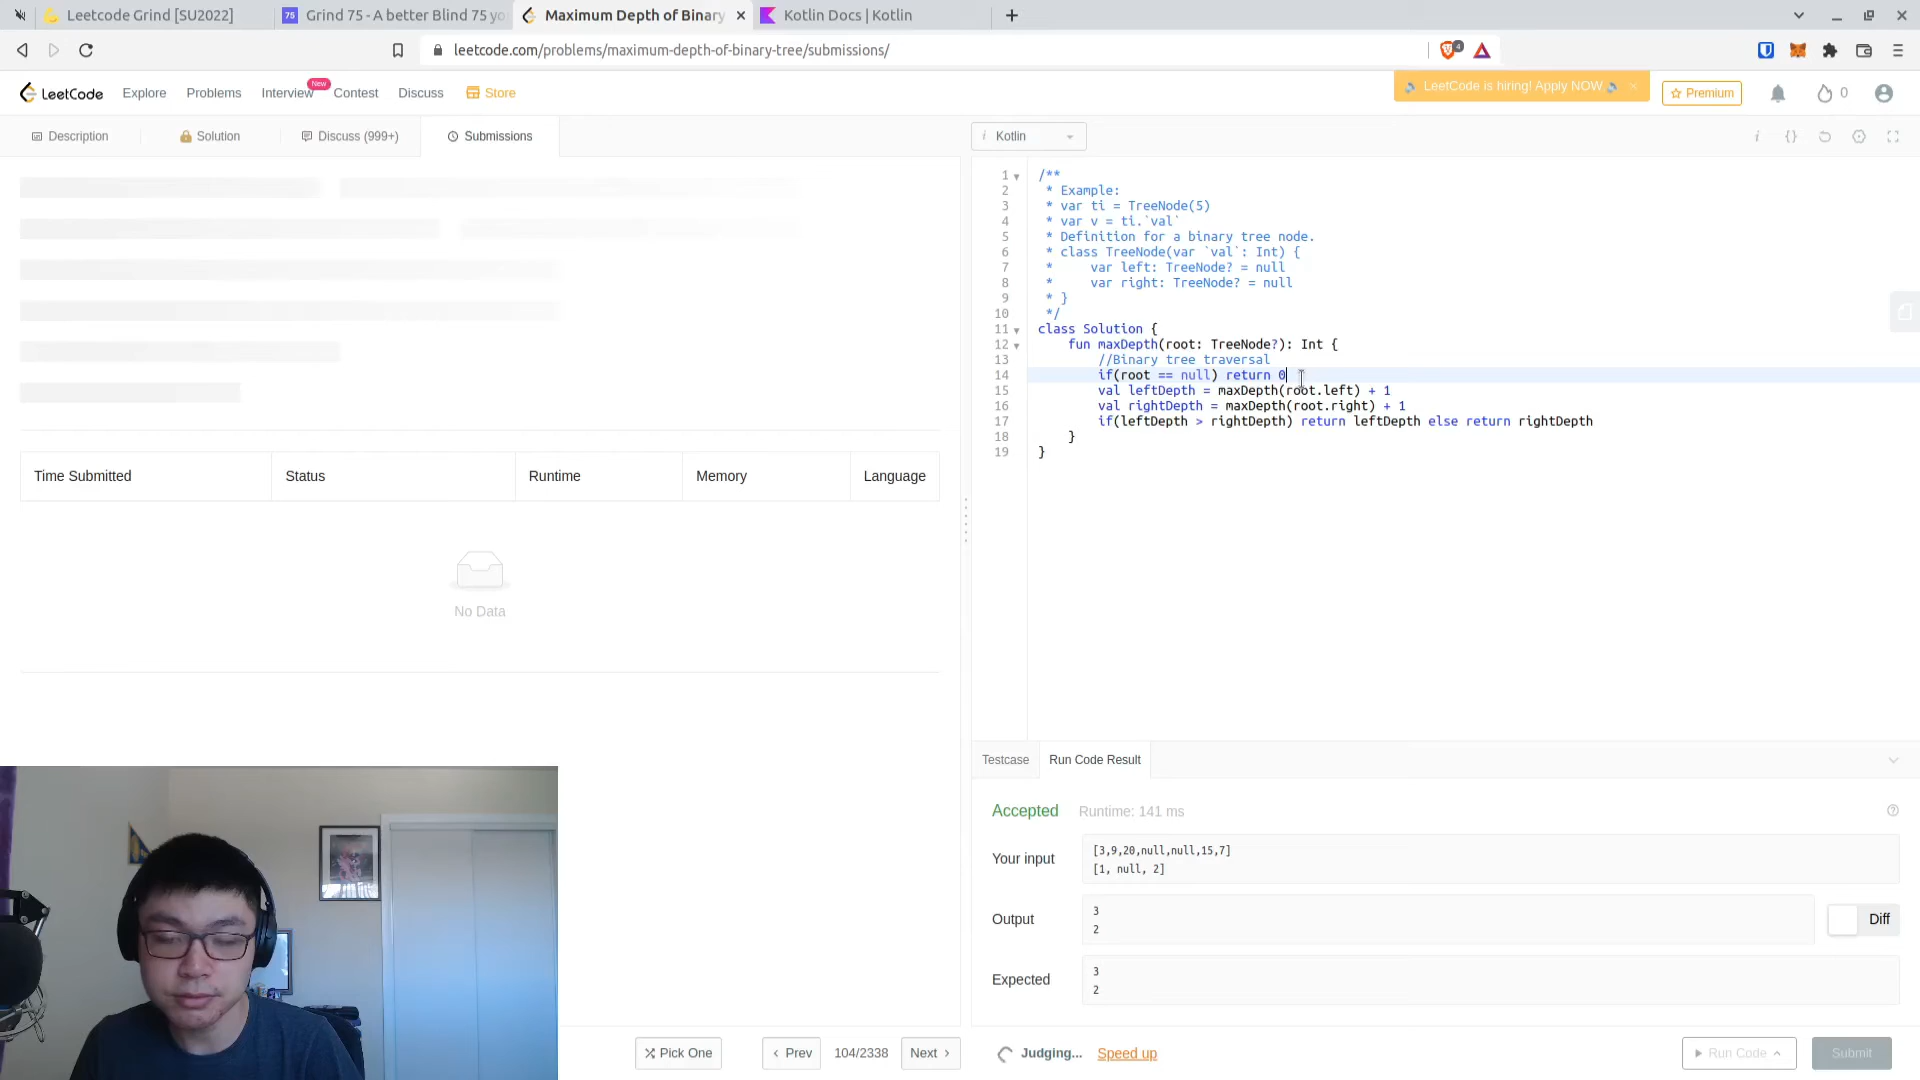 Leetcode Grind [SU2022]
75 Grind 75 - A better Blind 75 yo
Maximum Depth of Binary
Kotlin Docs | Kotlin
leetcode.com/problems/maximum-depth-of-binary-tree/submissions/
4
LeetCode
Explore
Problems
Interview
New
Contest
Discuss
Store
LeetCode is hiring! Apply NOW
Premium
0
Description
Solution
Discuss (999+)
Submissions
i Kotlin
i
{}
1 /**
2 * Example:
3 * var ti = TreeNode(5)
4 * var v = ti.`val`
5 * Definition for a binary tree node.
6 * class TreeNode(var `val`: Int) {
7 *     var left: TreeNode? = null
8 *     var right: TreeNode? = null
9 * }
10 */
11 class Solution {
12     fun maxDepth(root: TreeNode?): Int {
13         //Binary tree traversal
14         if(root == null) return 0
15         val leftDepth = maxDepth(root.left) + 1
16         val rightDepth = maxDepth(root.right) + 1
17         if(leftDepth > rightDepth) return leftDepth else return rightDepth
18     }
19 }
Time Submitted
Status
Runtime
Memory
Language
No Data
Testcase
Run Code Result
Accepted
Runtime: 141 ms
Your input
[3,9,20,null,null,15,7]
[1, null, 2]
Output
3
2
Diff
Expected
3
2
Pick One
Prev
104/2338
Next
Judging...
Speed up
Run Code
Submit